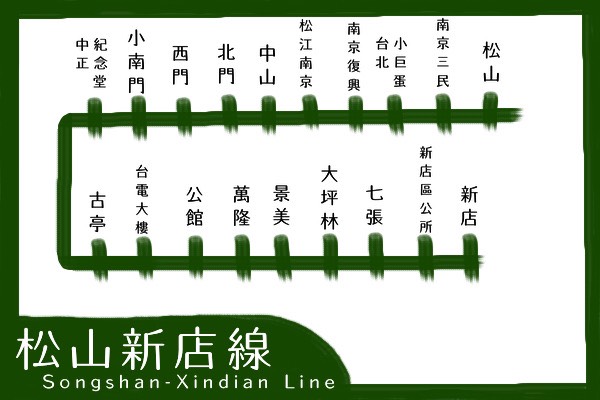 中正
紀念堂
小南門
西門
北門
中山
松江南京
南京復興
台北
小巨蛋
南京三民
松山
古亭
台電大樓
公館
萬隆
景美
大坪林
七張
新店區公所
新店
松山新店線
Songshan-Xindian Line